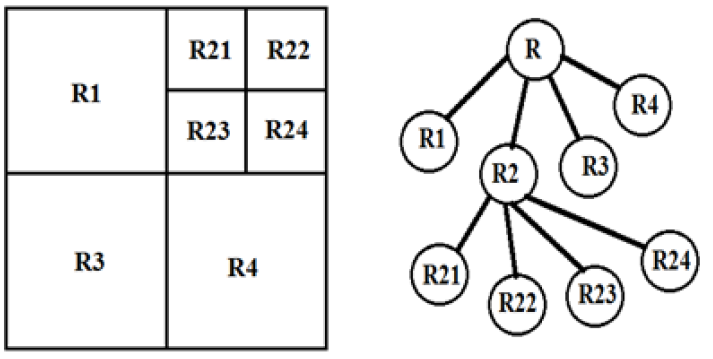 R21 R22
R1
R23 R24
R3 R4
R
R4
R1
R2 R3
R21 R22 R23 R24